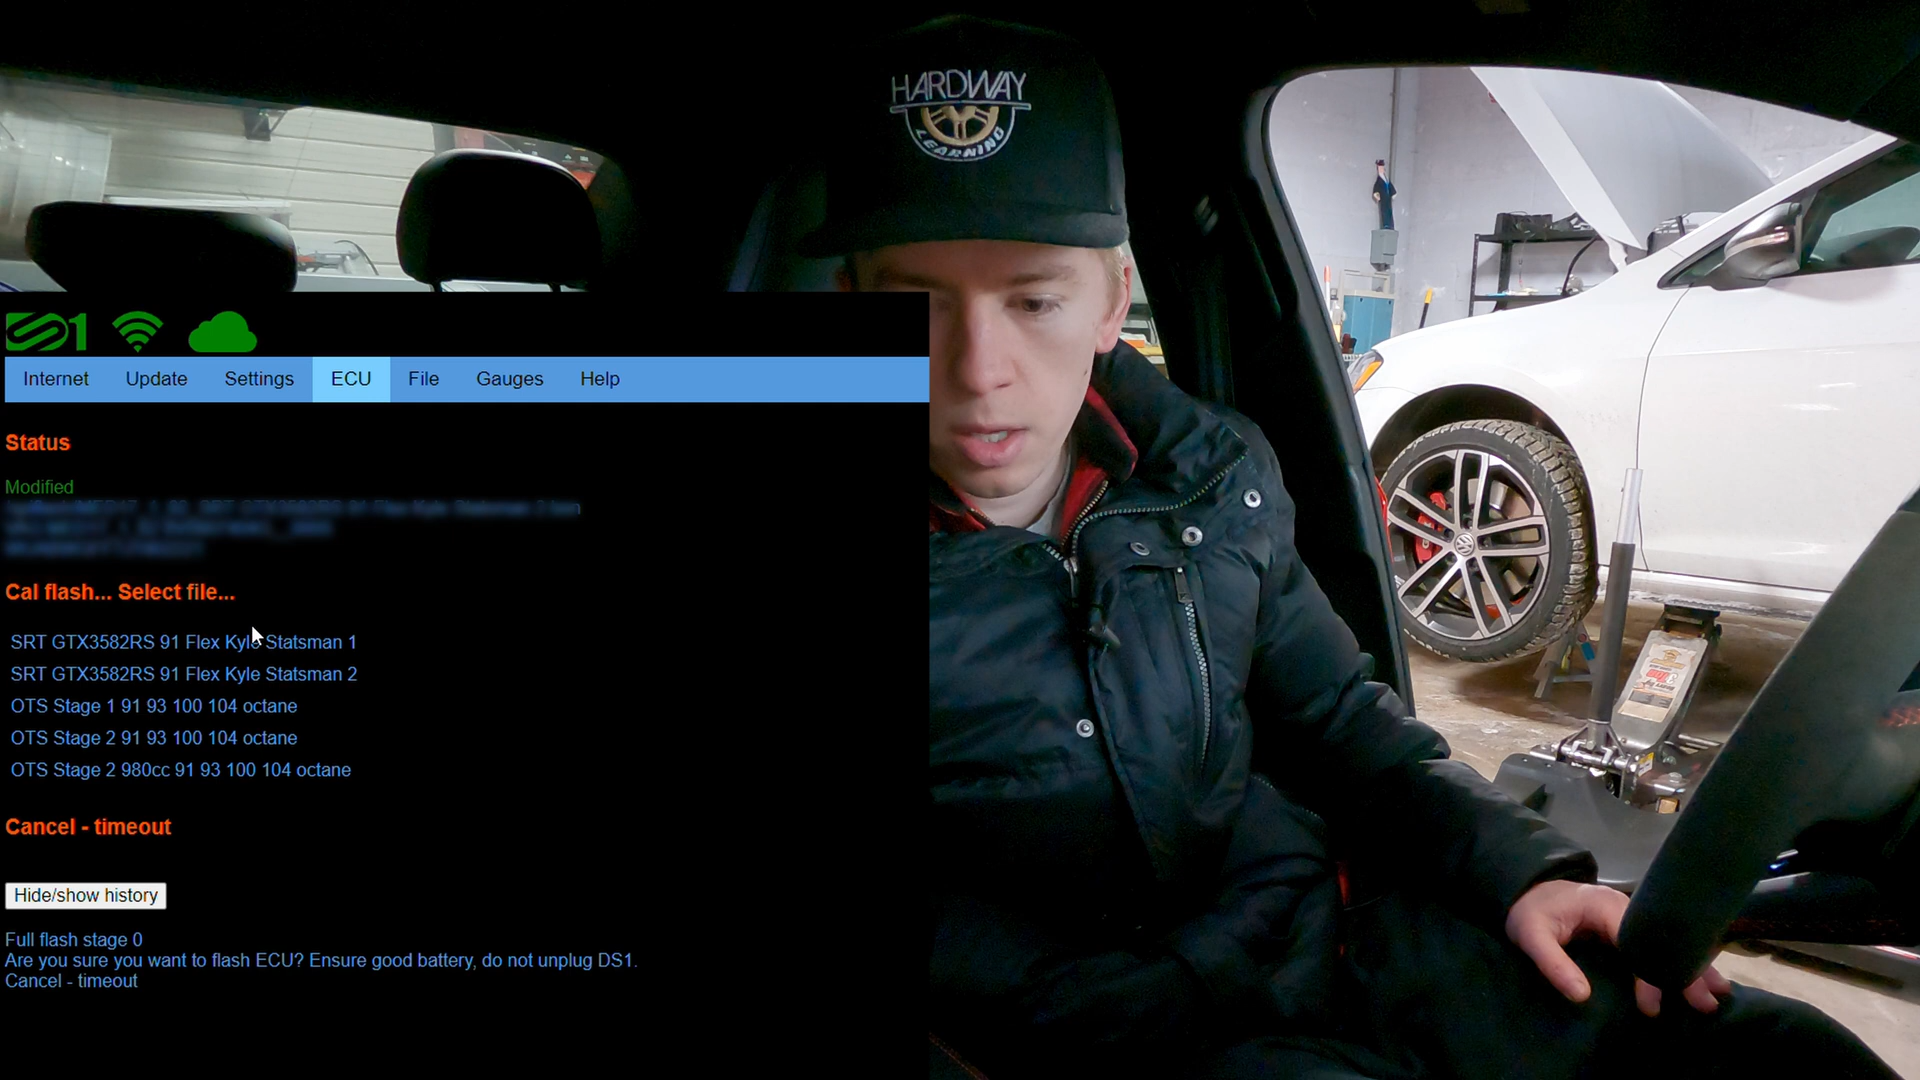 HARDWAY
LEARNING
DS1
Internet Update Settings ECU File Gauges Help
Status
Modified
Cal flash... Select file...
SRT GTX3582RS 91 Flex Kyle Statsman 1
SRT GTX3582RS 91 Flex Kyle Statsman 2
OTS Stage 1 91 93 100 104 octane
OTS Stage 2 91 93 100 104 octane
OTS Stage 2 980cc 91 93 100 104 octane
Cancel - timeout
Hide/show history
Full flash stage 0
Are you sure you want to flash ECU? Ensure good battery, do not unplug DS1.
Cancel - timeout